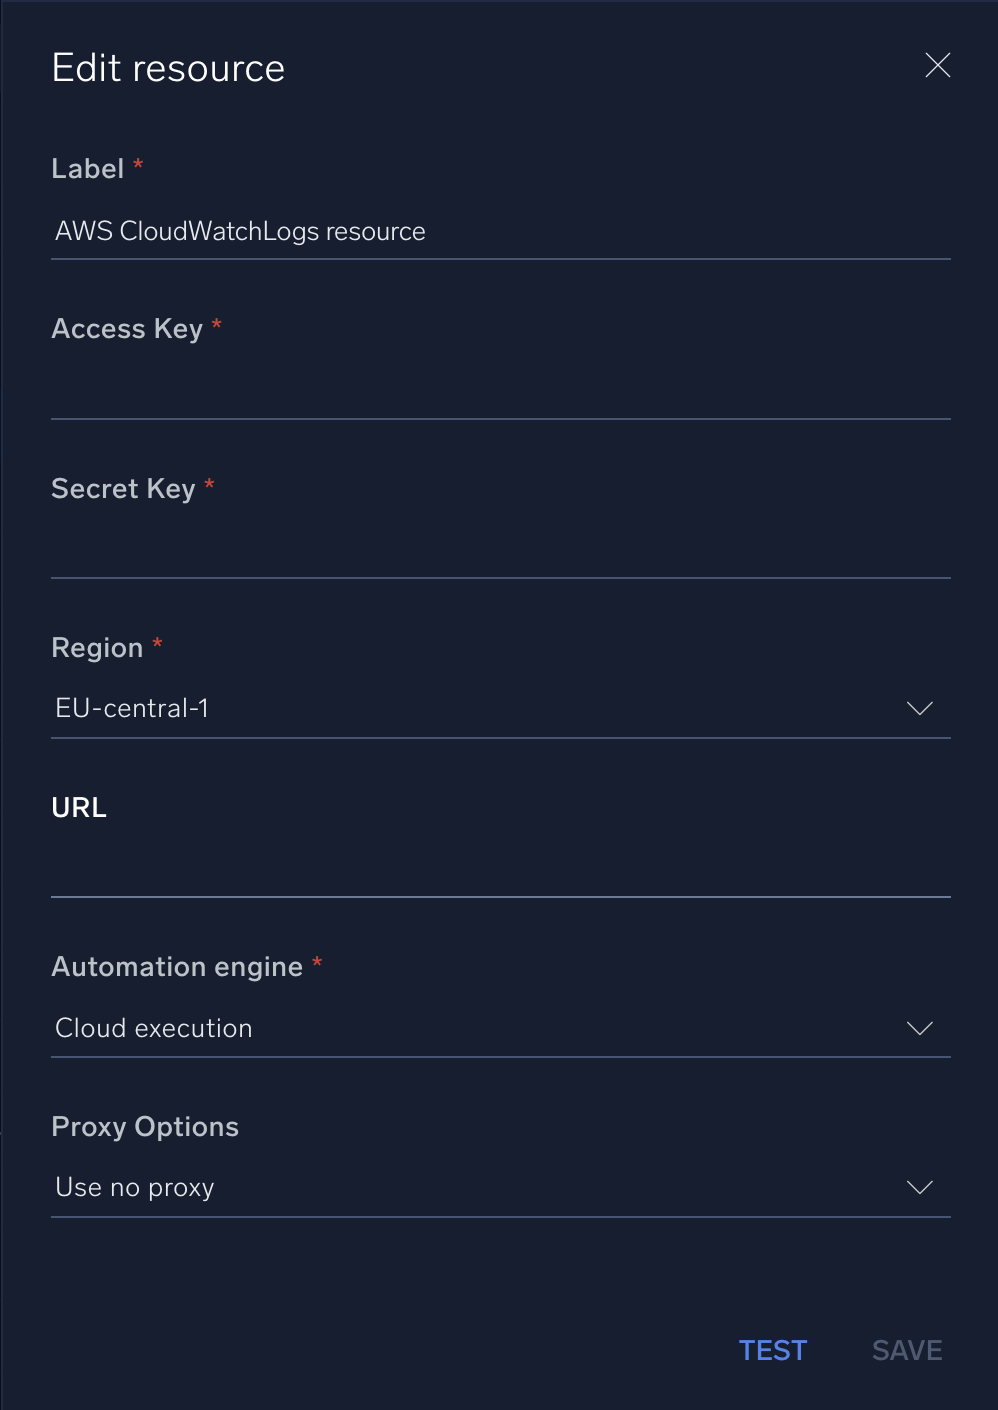 Edit resource
Label *
AWS CloudWatchLogs resource
Access Key *
Secret Key *
Region *
EU-central-1
URL
Automation engine *
Cloud execution
Proxy Options
Use no proxy
TEST SAVE